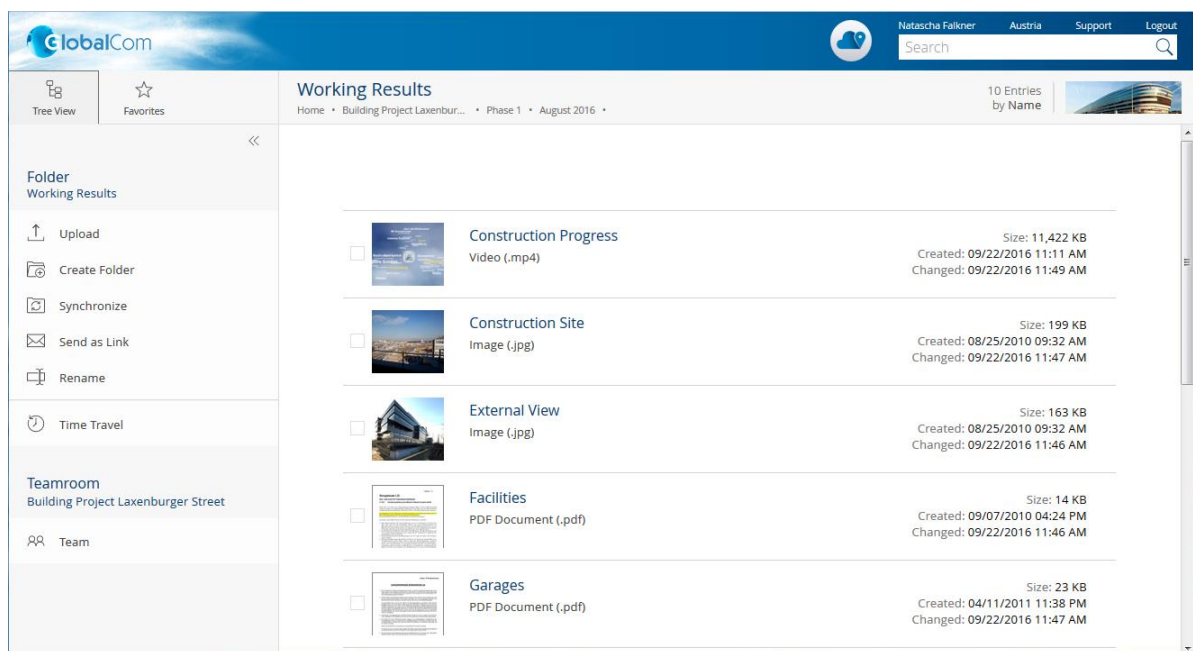 GlobalCom
Natascha Falkner Austria Support Logout
Search
Tree View Favorites
Working Results
Home • Building Project Laxenbur... • Phase 1 • August 2016 •
10 Entries
by Name
Folder
Working Results
Upload
Create Folder
Synchronize
Send as Link
Rename
Time Travel
Teamroom
Building Project Laxenburger Street
Team
Construction Progress
Video (.mp4)
Size: 11,422 KB
Created: 09/22/2016 11:11 AM
Changed: 09/22/2016 11:49 AM
Construction Site
Image (.jpg)
Size: 199 KB
Created: 08/25/2010 09:32 AM
Changed: 09/22/2016 11:47 AM
External View
Image (.jpg)
Size: 163 KB
Created: 08/25/2010 09:32 AM
Changed: 09/22/2016 11:46 AM
Facilities
PDF Document (.pdf)
Size: 14 KB
Created: 09/07/2010 04:24 PM
Changed: 09/22/2016 11:46 AM
Garages
PDF Document (.pdf)
Size: 23 KB
Created: 04/11/2011 11:38 PM
Changed: 09/22/2016 11:47 AM